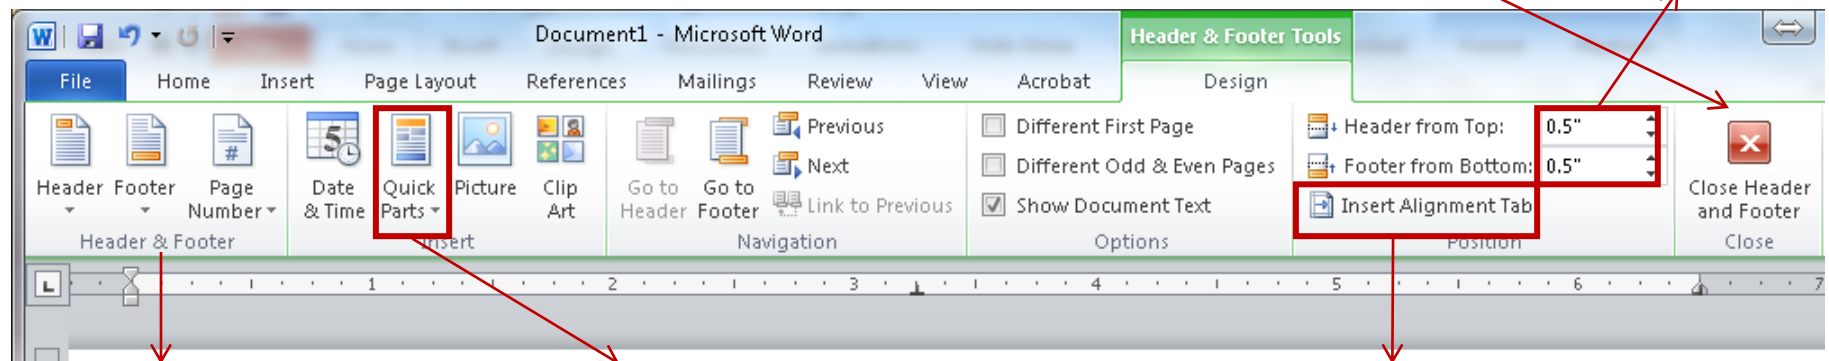 W
Document1 - Microsoft Word
Header & Footer Tools
File Home Insert Page Layout References Mailings Review View Acrobat Design
Header
Footer
Page
Number
#
Header & Footer
5
Date
& Time
Quick
Parts
Picture
Clip
Art
Insert
Go to
Header
Go to
Footer
Previous
Next
Link to Previous
Navigation
Different First Page
Different Odd & Even Pages
Show Document Text
Options
Header from Top: 0.5"
Footer from Bottom: 0.5"
Insert Alignment Tab
Position
Close Header
and Footer
Close
L 1 2 3 4 5 6 7